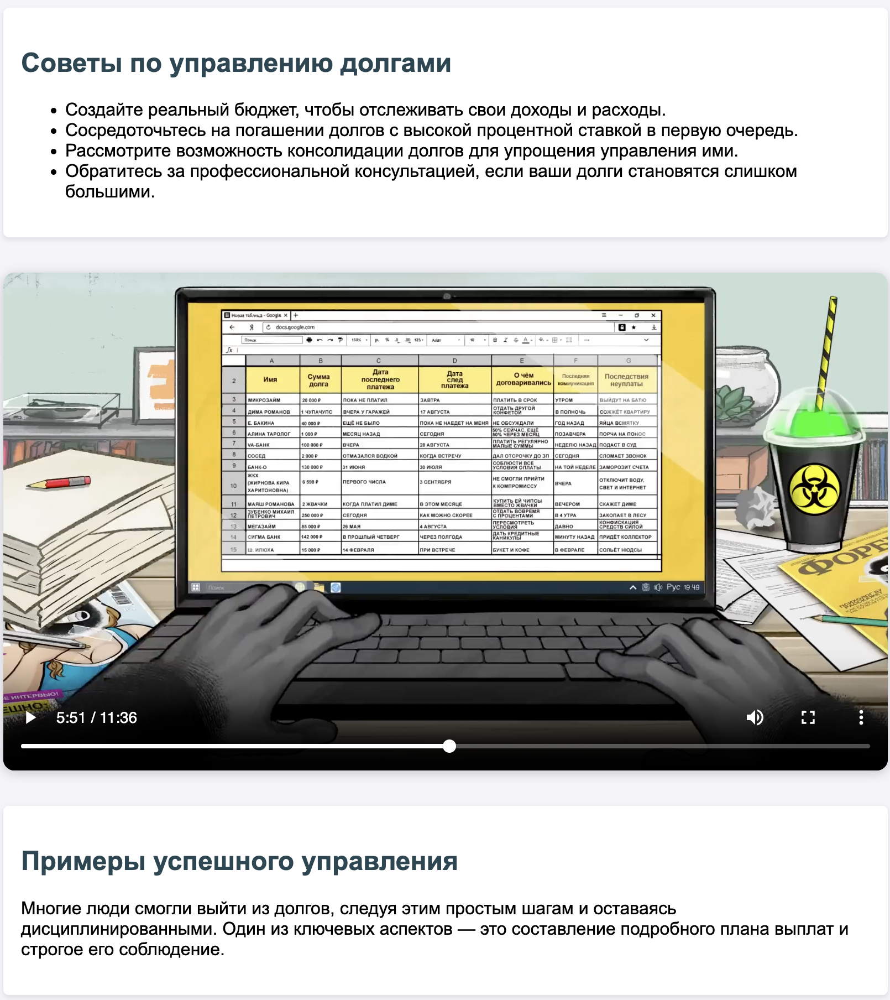 Советы по управлению долгами
Создайте реальный бюджет, чтобы отслеживать свои доходы и расходы.
Сосредоточьтесь на погашении долгов с высокой процентной ставкой в первую очередь.
Рассмотрите возможность консолидации долгов для упрощения управления ими.
Обратитесь за профессиональной консультацией, если ваши долги становятся слишком
большими.
Новая таблица - Google
Я docs.google.com
Поиск 150% р. % .0 .00 123 Arial 10 B I S A
fx
A B C D E F G
2 Имя Сумма долга Дата последнего платежа Дата след платежа О чём договаривались Последняя коммуникация Последствия неуплаты
3 МИКРОЗАЙМ 20 000 ₽ ПОКА НЕ ПЛАТИЛ ЗАВТРА ПЛАТИТЬ В СРОК УТРОМ ВЫЙДУТ НА БАТЮ
4 ДИМА РОМАНОВ 1 ЧУПАЧУПС ВЧЕРА У ГАРАЖЕЙ 17 АВГУСТА ОТДАТЬ ДРУГОЙ КОНФЕТОЙ В ПОЛНОЧЬ СОЖЖЁТ КВАРТИРУ
5 Е. БАКИНА 40 000 ₽ ЕЩЁ НЕ БЫЛО ПОКА НЕ НАЕДЕТ НА МЕНЯ НЕ ОБСУЖДАЛИ ГОД НАЗАД ЯЙЦА ВСМЯТКУ
6 АЛИНА ТАРОЛОГ 1 000 ₽ МЕСЯЦ НАЗАД СЕГОДНЯ 50% СЕЙЧАС, ЕЩЁ 50% ЧЕРЕЗ МЕСЯЦ ПОЗАВЧЕРА ПОРЧА НА ПОНОС
7 VA-БАНК 100 000 ₽ ВЧЕРА 28 АВГУСТА ПЛАТИТЬ РЕГУЛЯРНО МАЛЫЕ СУММЫ НЕДЕЛЮ НАЗАД ПОДАСТ В СУД
8 СОСЕД 2 000 ₽ ОТМАЗАЛСЯ ВОДКОЙ КОГДА ВСТРЕЧУ ДАЛ ОТСРОЧКУ ДО ЗП СЕГОДНЯ СЛОМАЕТ ЗВОНОК
9 БАНК-О 130 000 ₽ 31 ИЮНЯ 30 ИЮЛЯ СОБЛЮСТИ ВСЕ УСЛОВИЯ ОПЛАТЫ НА ТОЙ НЕДЕЛЕ ЗАМОРОЗИТ СЧЕТА
10 ЖКХ (ЖИРНОВА КИРА ХАРИТОНОВНА) 6 598 ₽ ПЕРВОГО ЧИСЛА 3 СЕНТЯБРЯ НЕ СМОГЛИ ПРИЙТИ К КОМПРОМИССУ ВЧЕРА ОТКЛЮЧИТ ВОДУ, СВЕТ И ИНТЕРНЕТ
11 МАЯШ РОМАНОВА 2 ЖВАЧКИ КОГДА ПЛАТИЛ ДИМЕ В ЭТОМ МЕСЯЦЕ КУПИТЬ ЕЙ ЧИПСЫ ВМЕСТО ЖВАЧКИ ВЕЧЕРОМ СКАЖЕТ ДИМЕ
12 ЗУБЕНКО МИХАИЛ ПЕТРОВИЧ 250 000 ₽ СЕГОДНЯ КАК МОЖНО СКОРЕЕ ОТДАТЬ ВОВРЕМЯ С ПРОЦЕНТАМИ В 4 УТРА ЗАКОПАЕТ В ЛЕСУ
13 МЕГАЗАЙМ 85 000 ₽ 26 МАЯ 4 АВГУСТА ПЕРЕСМОТРЕТЬ УСЛОВИЯ ДАВНО КОНФИСКАЦИЯ СРЕДСТВ СИЛОЙ
14 СИГМА БАНК 142 000 ₽ В ПРОШЛЫЙ ЧЕТВЕРГ ЧЕРЕЗ ПОЛГОДА ДАТЬ КРЕДИТНЫЕ КАНИКУЛЫ МИНУТУ НАЗАД ПРИДЁТ КОЛЛЕКТОР
15 Ш. ИЛЮХА 15 000 ₽ 14 ФЕВРАЛЯ ПРИ ВСТРЕЧЕ БУКЕТ И КОФЕ В ФЕВРАЛЕ СОЛЬЁТ НЮДСЫ
Поиск Рус 19:49
ФОРБ
ПСИХОЛОГ ВУ
РАССКАЖЕТ
Е ИНТЕРВЬЮ!
ЕШНО:
5:51 / 11:36
Примеры успешного управления
Многие люди смогли выйти из долгов, следуя этим простым шагам и оставаясь
дисциплинированными. Один из ключевых аспектов — это составление подробного плана выплат и
строгое его соблюдение.